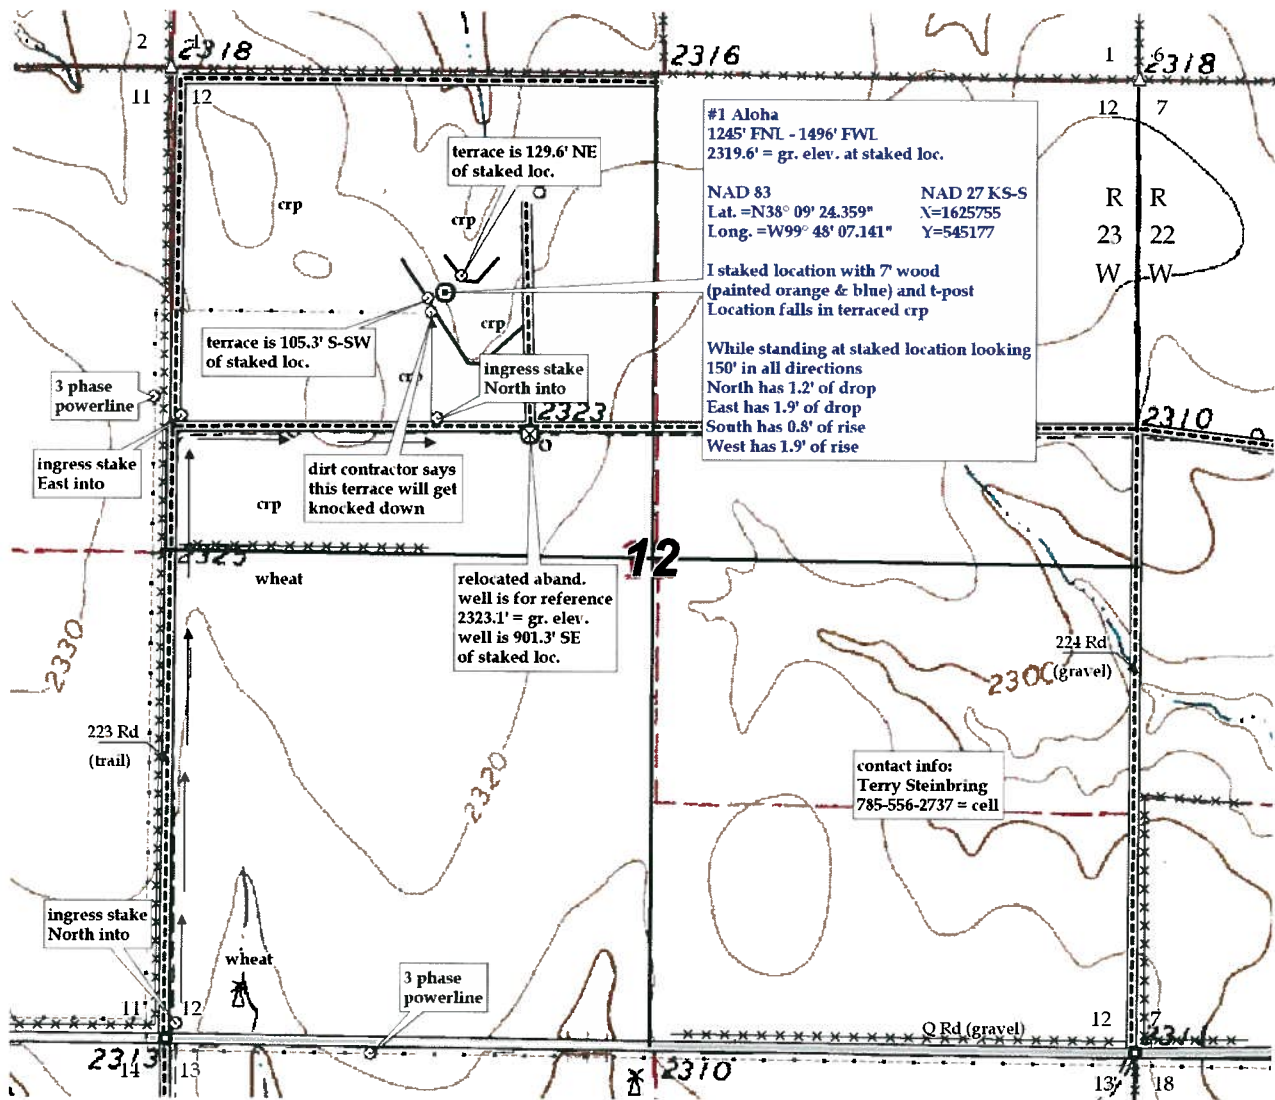 2
1
2318
2316
1
6
2318
11
12
12
7
#1 Aloha
1245' FNL - 1496' FWL
2319.6' = gr. elev. at staked loc.
NAD 83 NAD 27 KS-S
Lat. =N38° 09' 24.359" X=1625755
Long. =W99° 48' 07.141" Y=545177
I staked location with 7' wood
(painted orange & blue) and t-post
Location falls in terraced crp
While standing at staked location looking
150' in all directions
North has 1.2' of drop
East has 1.9' of drop
South has 0.8' of rise
West has 1.9' of rise
R R
23 22
W W
terrace is 129.6' NE
of staked loc.
crp
crp
crp
terrace is 105.3' S-SW
of staked loc.
crp
ingress stake
North into
3 phase
powerline
2323
2310
ingress stake
East into
dirt contractor says
this terrace will get
knocked down
crp
2325
wheat
12
relocated aband.
well is for reference
2323.1' = gr. elev.
well is 901.3' SE
of staked loc.
2330
224 Rd
(gravel)
2300
223 Rd
(trail)
2320
contact info:
Terry Steinbring
785-556-2737 = cell
ingress stake
North into
wheat
3 phase
powerline
11
12
Q Rd (gravel)
12
7
2311
2313
14
13
2310
13
18